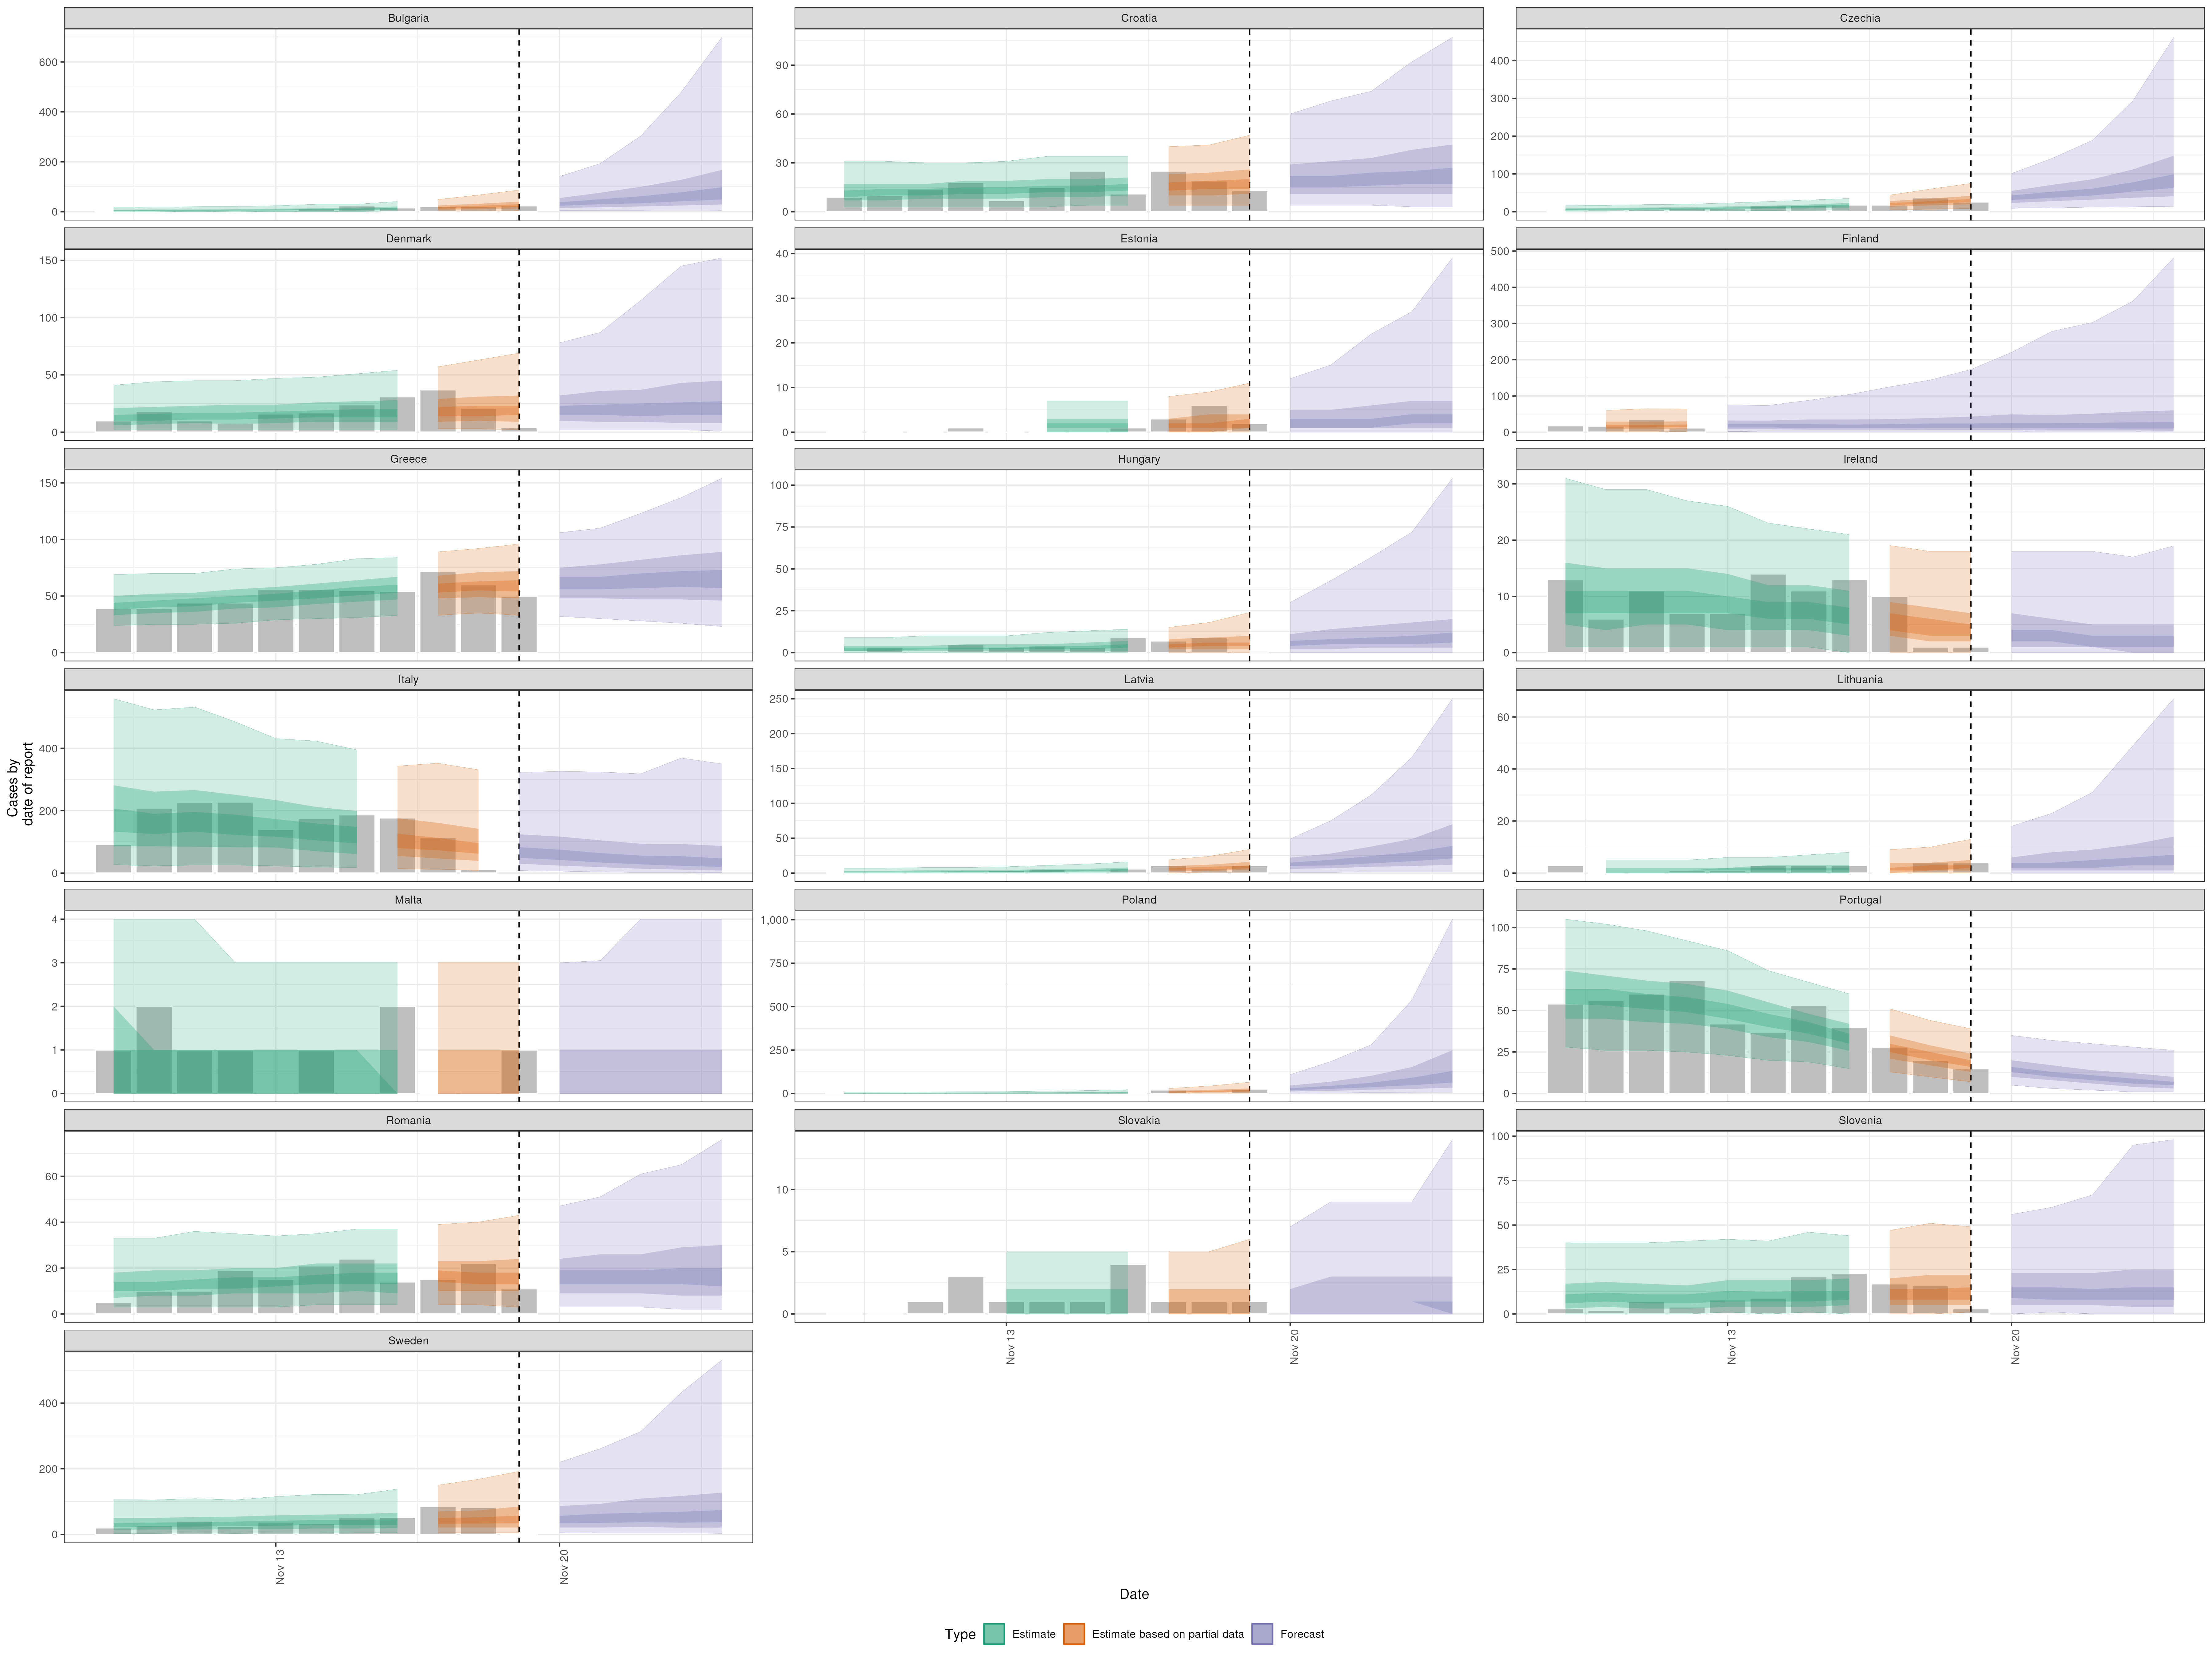 Bulgaria
Croatia
Czechia
600
400
200
0
90
60
30
0
400
300
200
100
0
Denmark
Estonia
Finland
150
100
50
0
40
30
20
10
0
500
400
300
200
100
0
Greece
Hungary
Ireland
150
100
50
0
100
75
50
25
0
30
20
10
0
Italy
Latvia
Lithuania
400
200
0
250
200
150
100
50
0
60
40
20
0
Malta
Poland
Portugal
4
3
2
1
0
1,000
750
500
250
0
100
75
50
25
0
Romania
Slovakia
Slovenia
60
40
20
0
10
5
0
100
75
50
25
0
Nov 13
Nov 20
Nov 13
Nov 20
Sweden
400
200
0
Nov 13
Nov 20
Cases by
date of report
Date
Type Estimate Estimate based on partial data Forecast